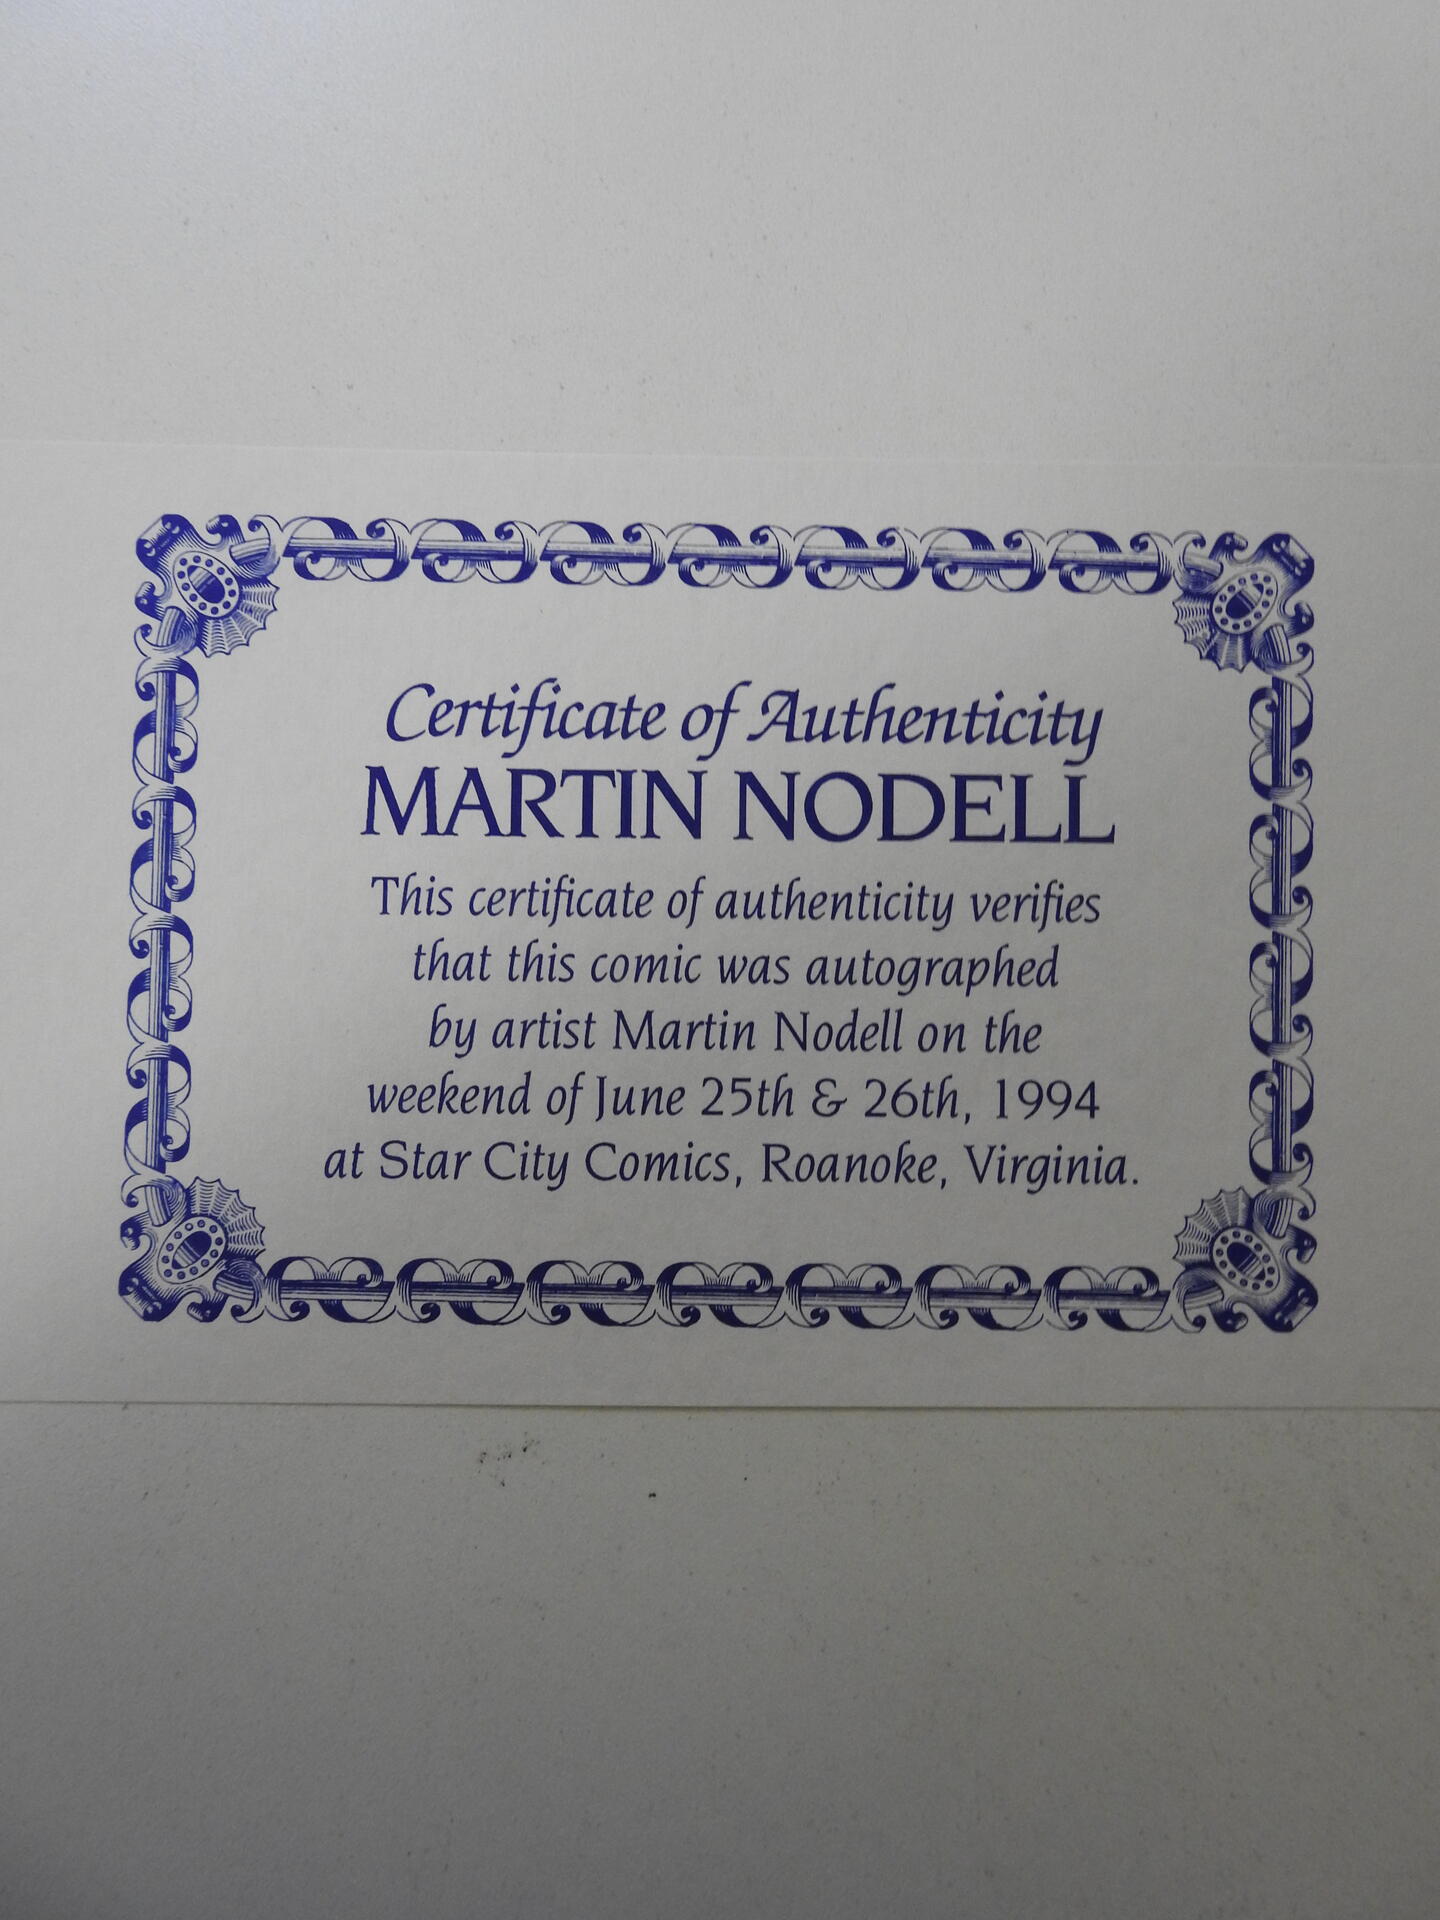 Certificate of Authenticity
MARTIN NODELL
This certificate of authenticity verifies
that this comic was autographed
by artist Martin Nodell on the
weekend of June 25th & 26th, 1994
at Star City Comics, Roanoke, Virginia.